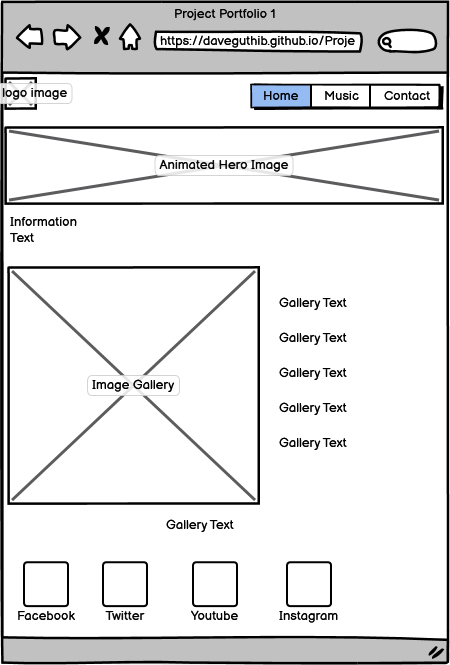 Project Portfolio 1
https://daveguthib.github.io/Proje
logo image
Home
Music
Contact
Animated Hero Image
Information
Text
Image Gallery
Gallery Text
Gallery Text
Gallery Text
Gallery Text
Gallery Text
Gallery Text
Facebook
Twitter
Youtube
Instagram